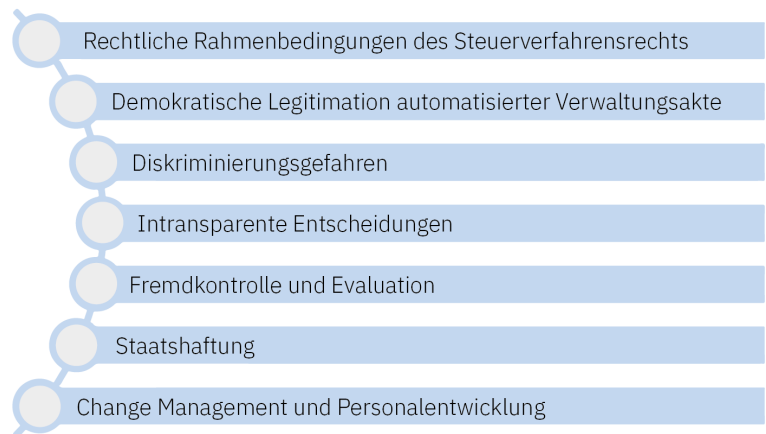 Rechtliche Rahmenbedingungen des Steuerverfahrensrechts
Demokratische Legitimation automatisierter Verwaltungsakte
Diskriminierungsgefahren
Intransparente Entscheidungen
Fremdkontrolle und Evaluation
Staatshaftung
Change Management und Personalentwicklung